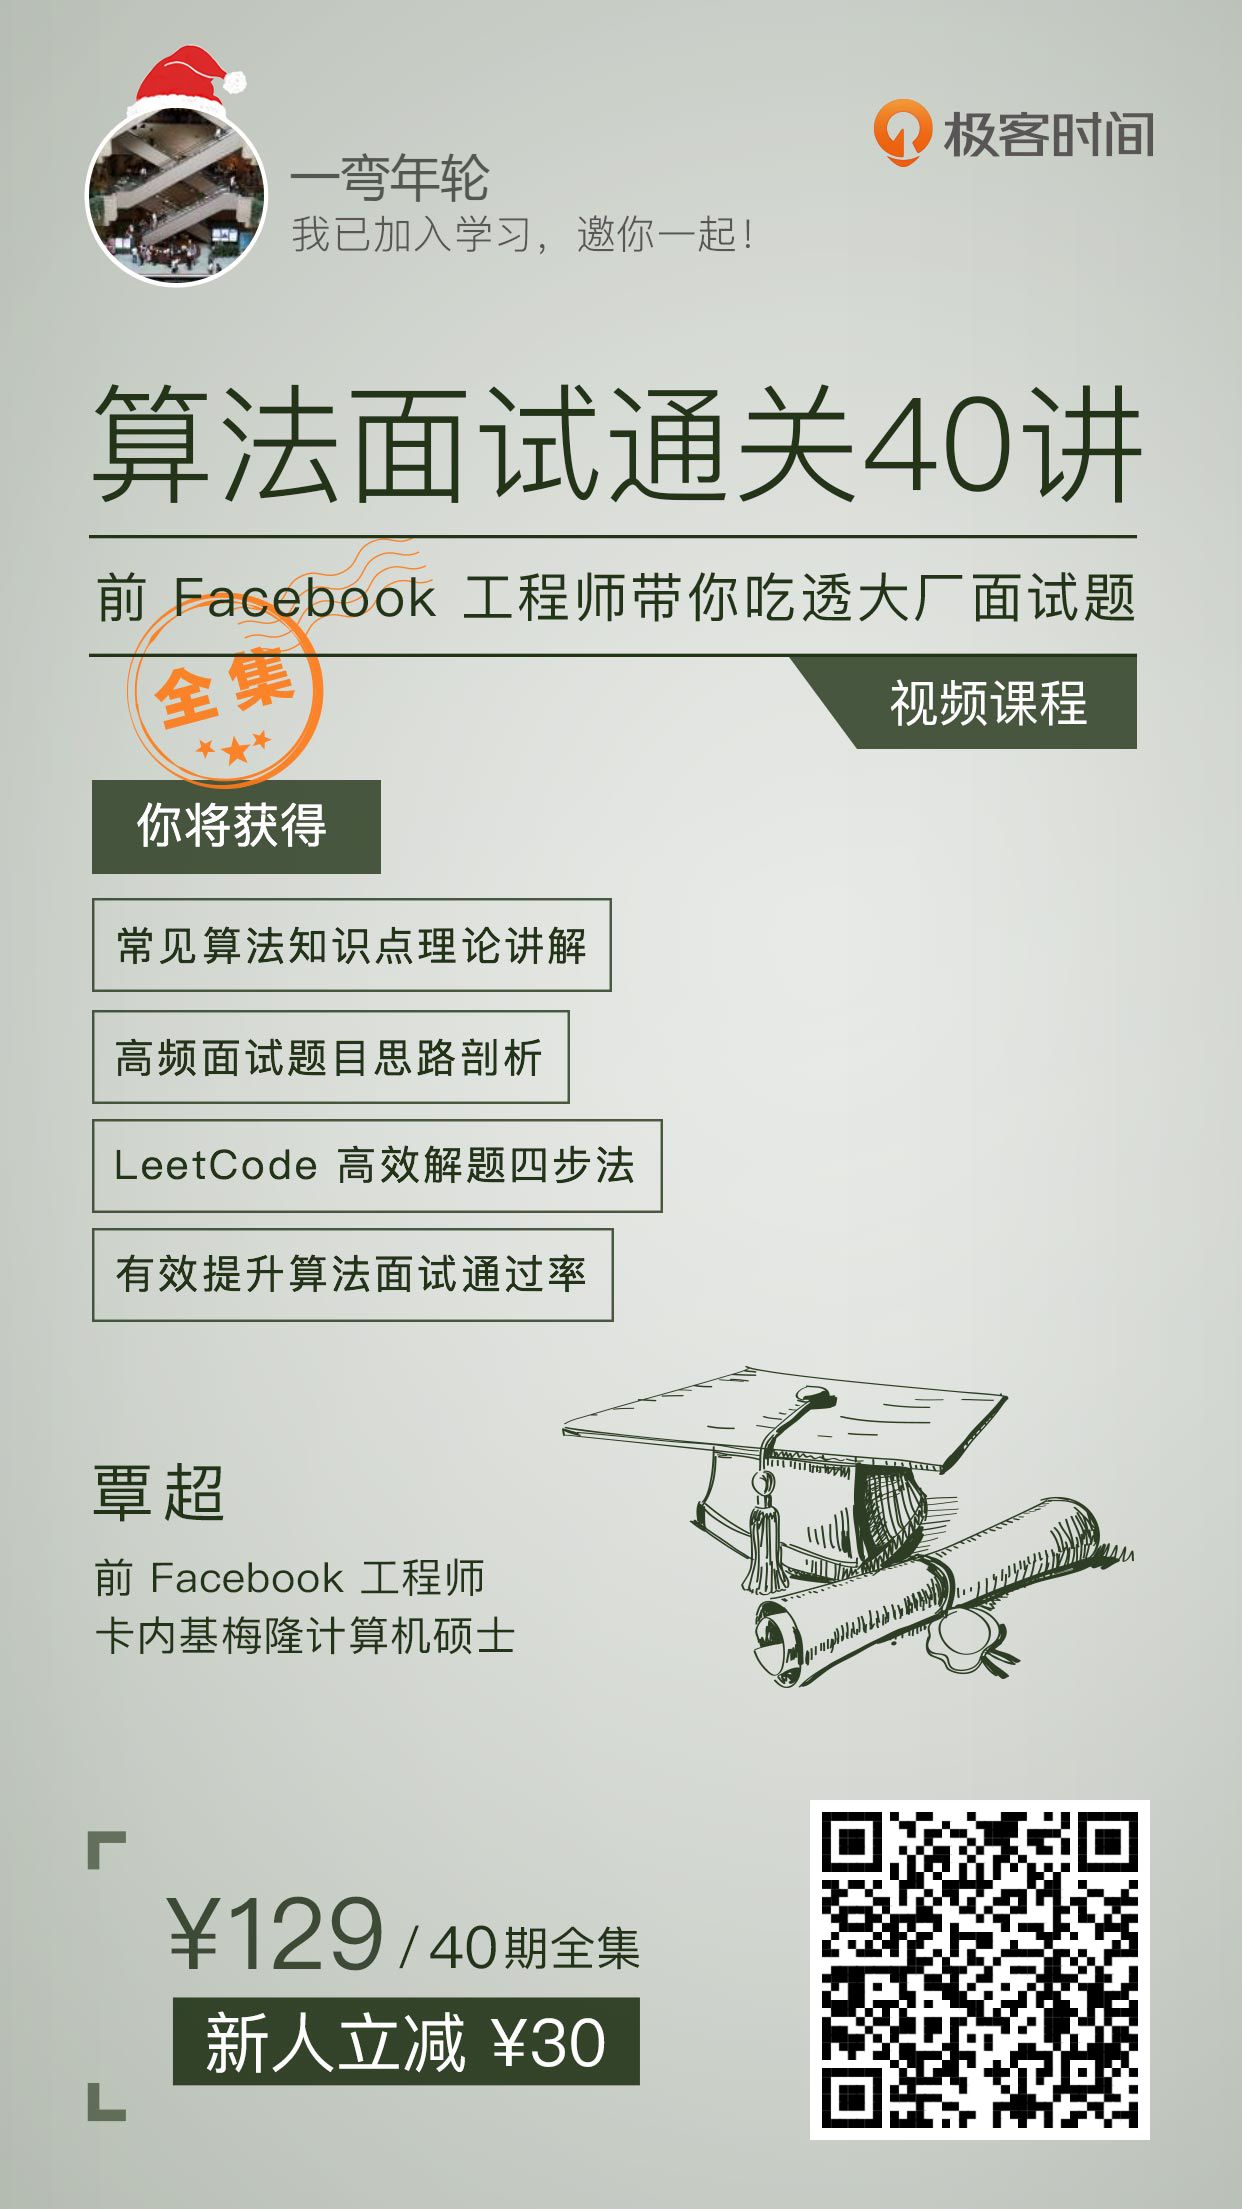 极客时间
一弯年轮
我已加入学习，邀你一起！
算法面试通关40讲
前 Facebook 工程师带你吃透大厂面试题
全集
视频课程
你将获得
常见算法知识点理论讲解
高频面试题目思路剖析
LeetCode 高效解题四步法
有效提升算法面试通过率
覃超
前 Facebook 工程师
卡内基梅隆计算机硕士
¥129 / 40期全集
新人立减 ¥30